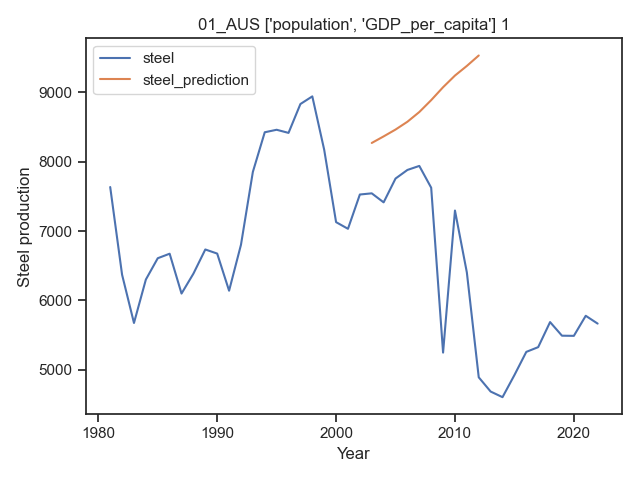 01_AUS ['population', 'GDP_per_capita'] 1
steel
steel_prediction
9000
8000
7000
6000
5000
Steel production
1980 1990 2000 2010 2020
Year